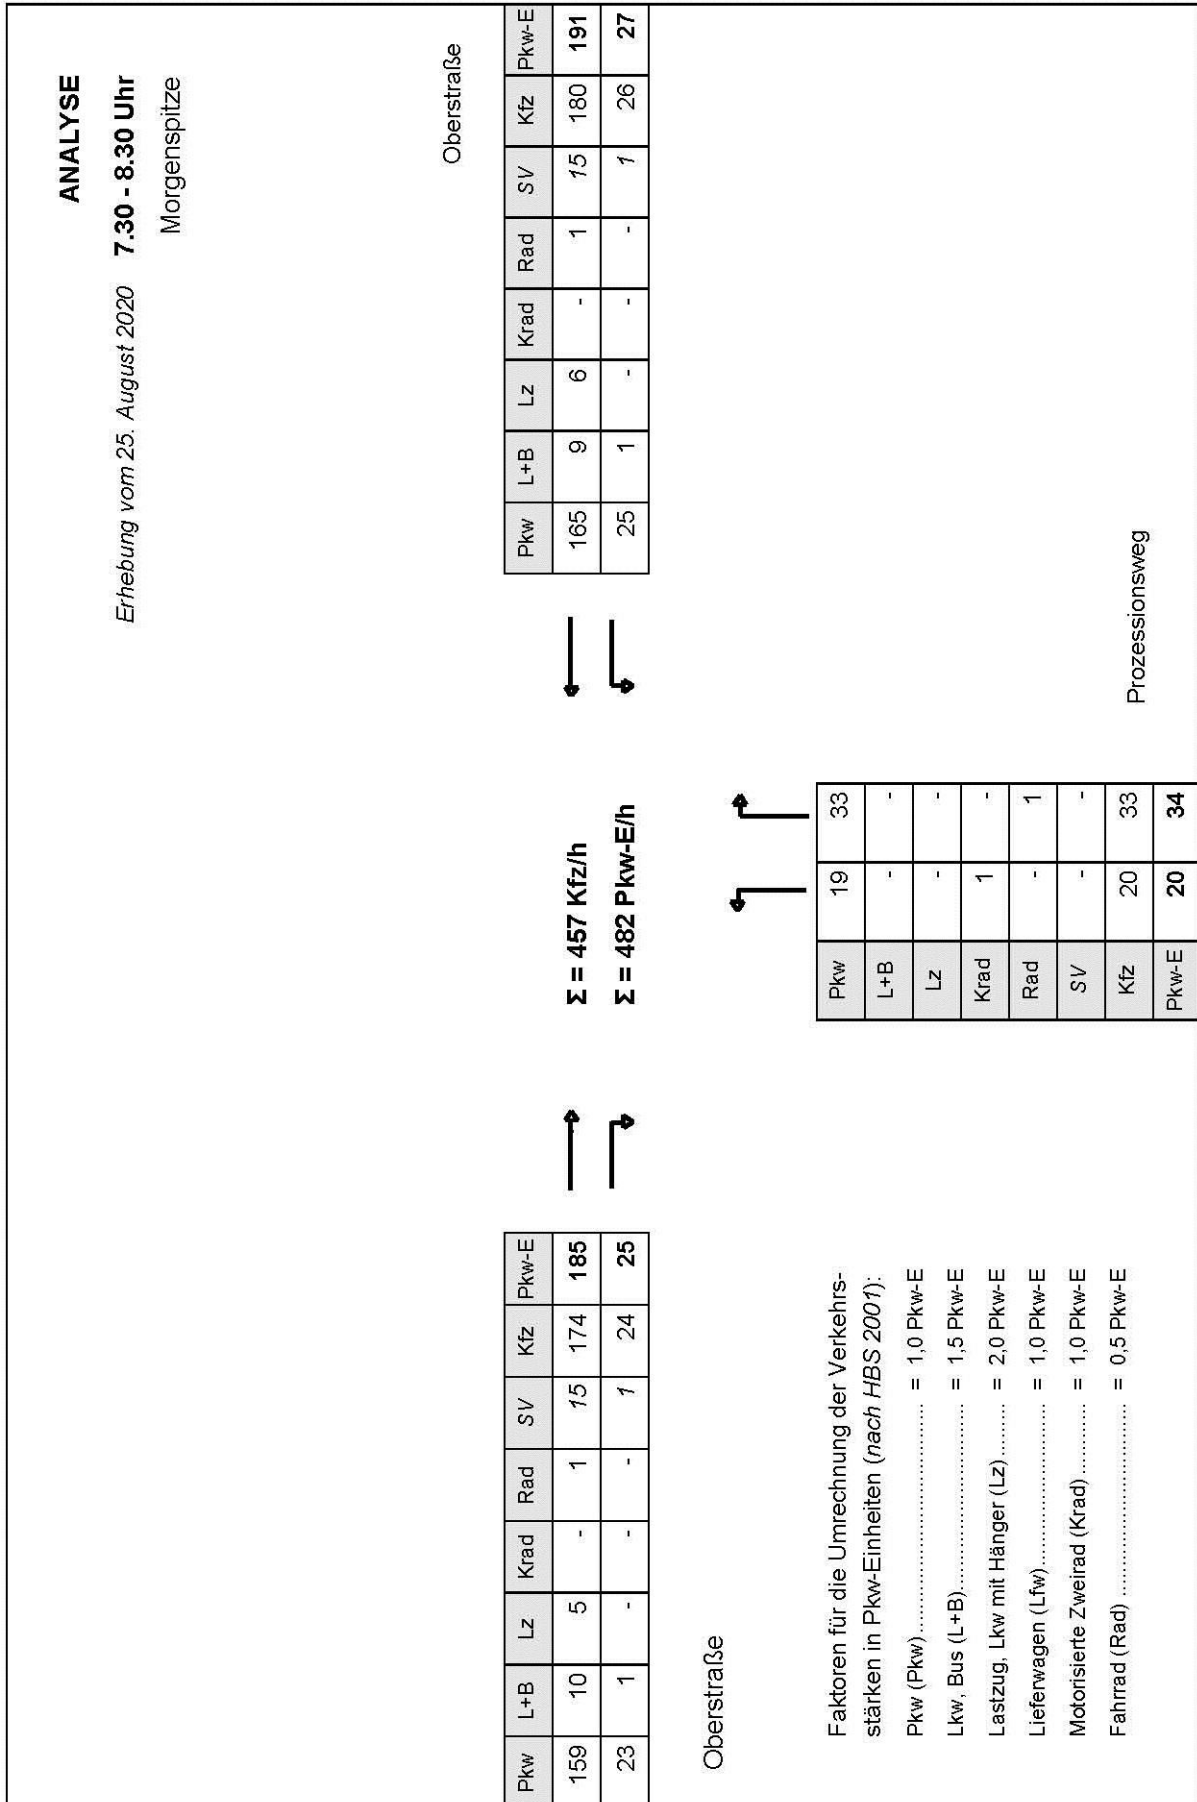 ANALYSE
Erhebung vom 25. August 2020 7.30 - 8.30 Uhr
Morgenspitze
Oberstraße
Pkw L+B Lz Krad Rad SV Kfz Pkw-E
159 10 5 - 1 15 174 185
23 1 - - - 1 24 25
Pkw L+B Lz Krad Rad SV Kfz Pkw-E
165 9 6 - 1 15 180 191
25 1 - - - 1 26 27
Σ = 457 Kfz/h
Σ = 482 Pkw-E/h
Oberstraße
Pkw 19 33
L+B - -
Lz - -
Krad 1 -
Rad - 1
SV - -
Kfz 20 33
Pkw-E 20 34
Prozessionsweg
Faktoren für die Umrechnung der Verkehrs-
stärken in Pkw-Einheiten (nach HBS 2001):
Pkw (Pkw)........................................ = 1,0 Pkw-E
Lkw, Bus (L+B)................................ = 1,5 Pkw-E
Lastzug, Lkw mit Hänger (Lz).......... = 2,0 Pkw-E
Lieferwagen (Lfw)............................ = 1,0 Pkw-E
Motorisierte Zweirad (Krad) ............ = 1,0 Pkw-E
Fahrrad (Rad) .................................. = 0,5 Pkw-E